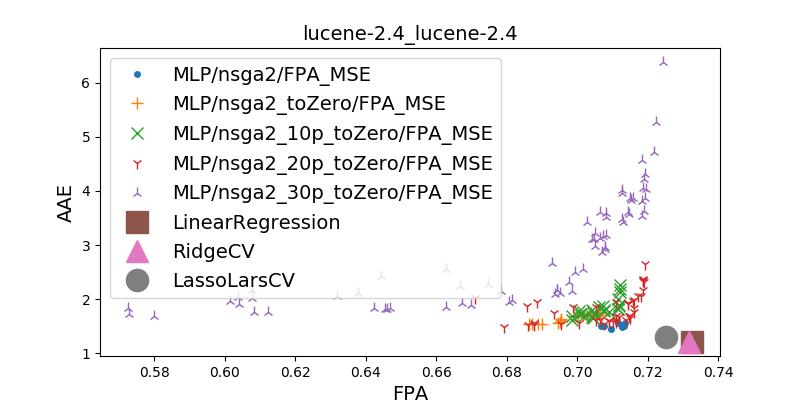 lucene-2.4_lucene-2.4
AAE
6
5
4
3
2
1
MLP/nsga2/FPA_MSE
MLP/nsga2_toZero/FPA_MSE
MLP/nsga2_10p_toZero/FPA_MSE
MLP/nsga2_20p_toZero/FPA_MSE
MLP/nsga2_30p_toZero/FPA_MSE
LinearRegression
RidgeCV
LassoLarsCV
0.58 0.60 0.62 0.64 0.66 0.68 0.70 0.72 0.74
FPA